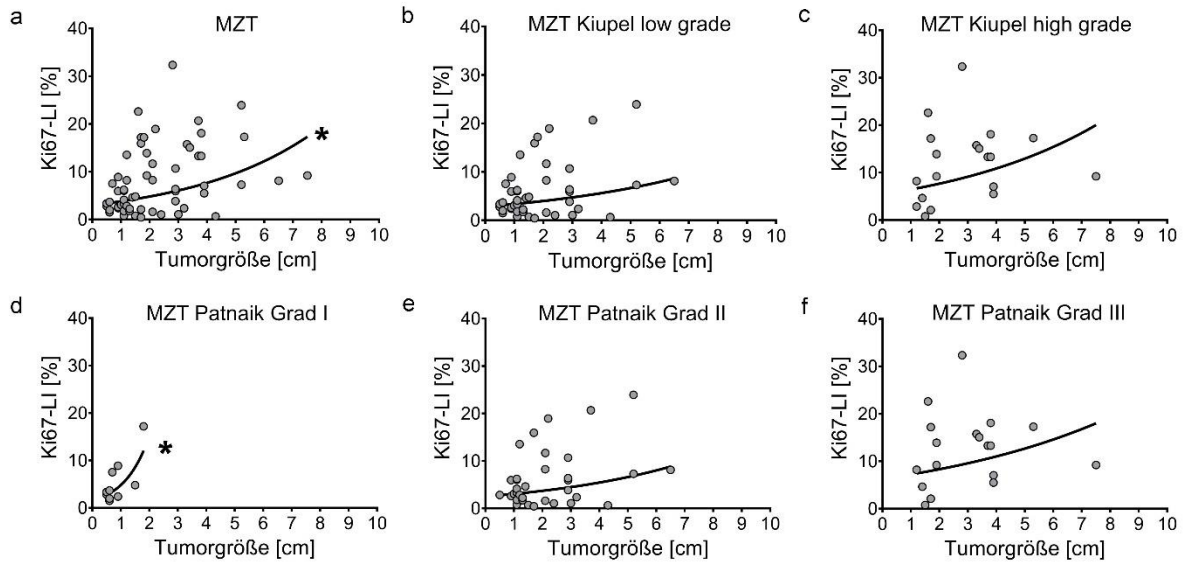 a
MZT
Ki67-LI [%]
40
30
20
10
0
*
0 1 2 3 4 5 6 7 8 9 10
Tumorgröße [cm]
b
MZT Kiupel low grade
Ki67-LI [%]
40
30
20
10
0
0 1 2 3 4 5 6 7 8 9 10
Tumorgröße [cm]
c
MZT Kiupel high grade
Ki67-LI [%]
40
30
20
10
0
0 1 2 3 4 5 6 7 8 9 10
Tumorgröße [cm]
d
MZT Patnaik Grad I
Ki67-LI [%]
40
30
20
10
0
*
0 1 2 3 4 5 6 7 8 9 10
Tumorgröße [cm]
e
MZT Patnaik Grad II
Ki67-LI [%]
40
30
20
10
0
0 1 2 3 4 5 6 7 8 9 10
Tumorgröße [cm]
f
MZT Patnaik Grad III
Ki67-LI [%]
40
30
20
10
0
0 1 2 3 4 5 6 7 8 9 10
Tumorgröße [cm]